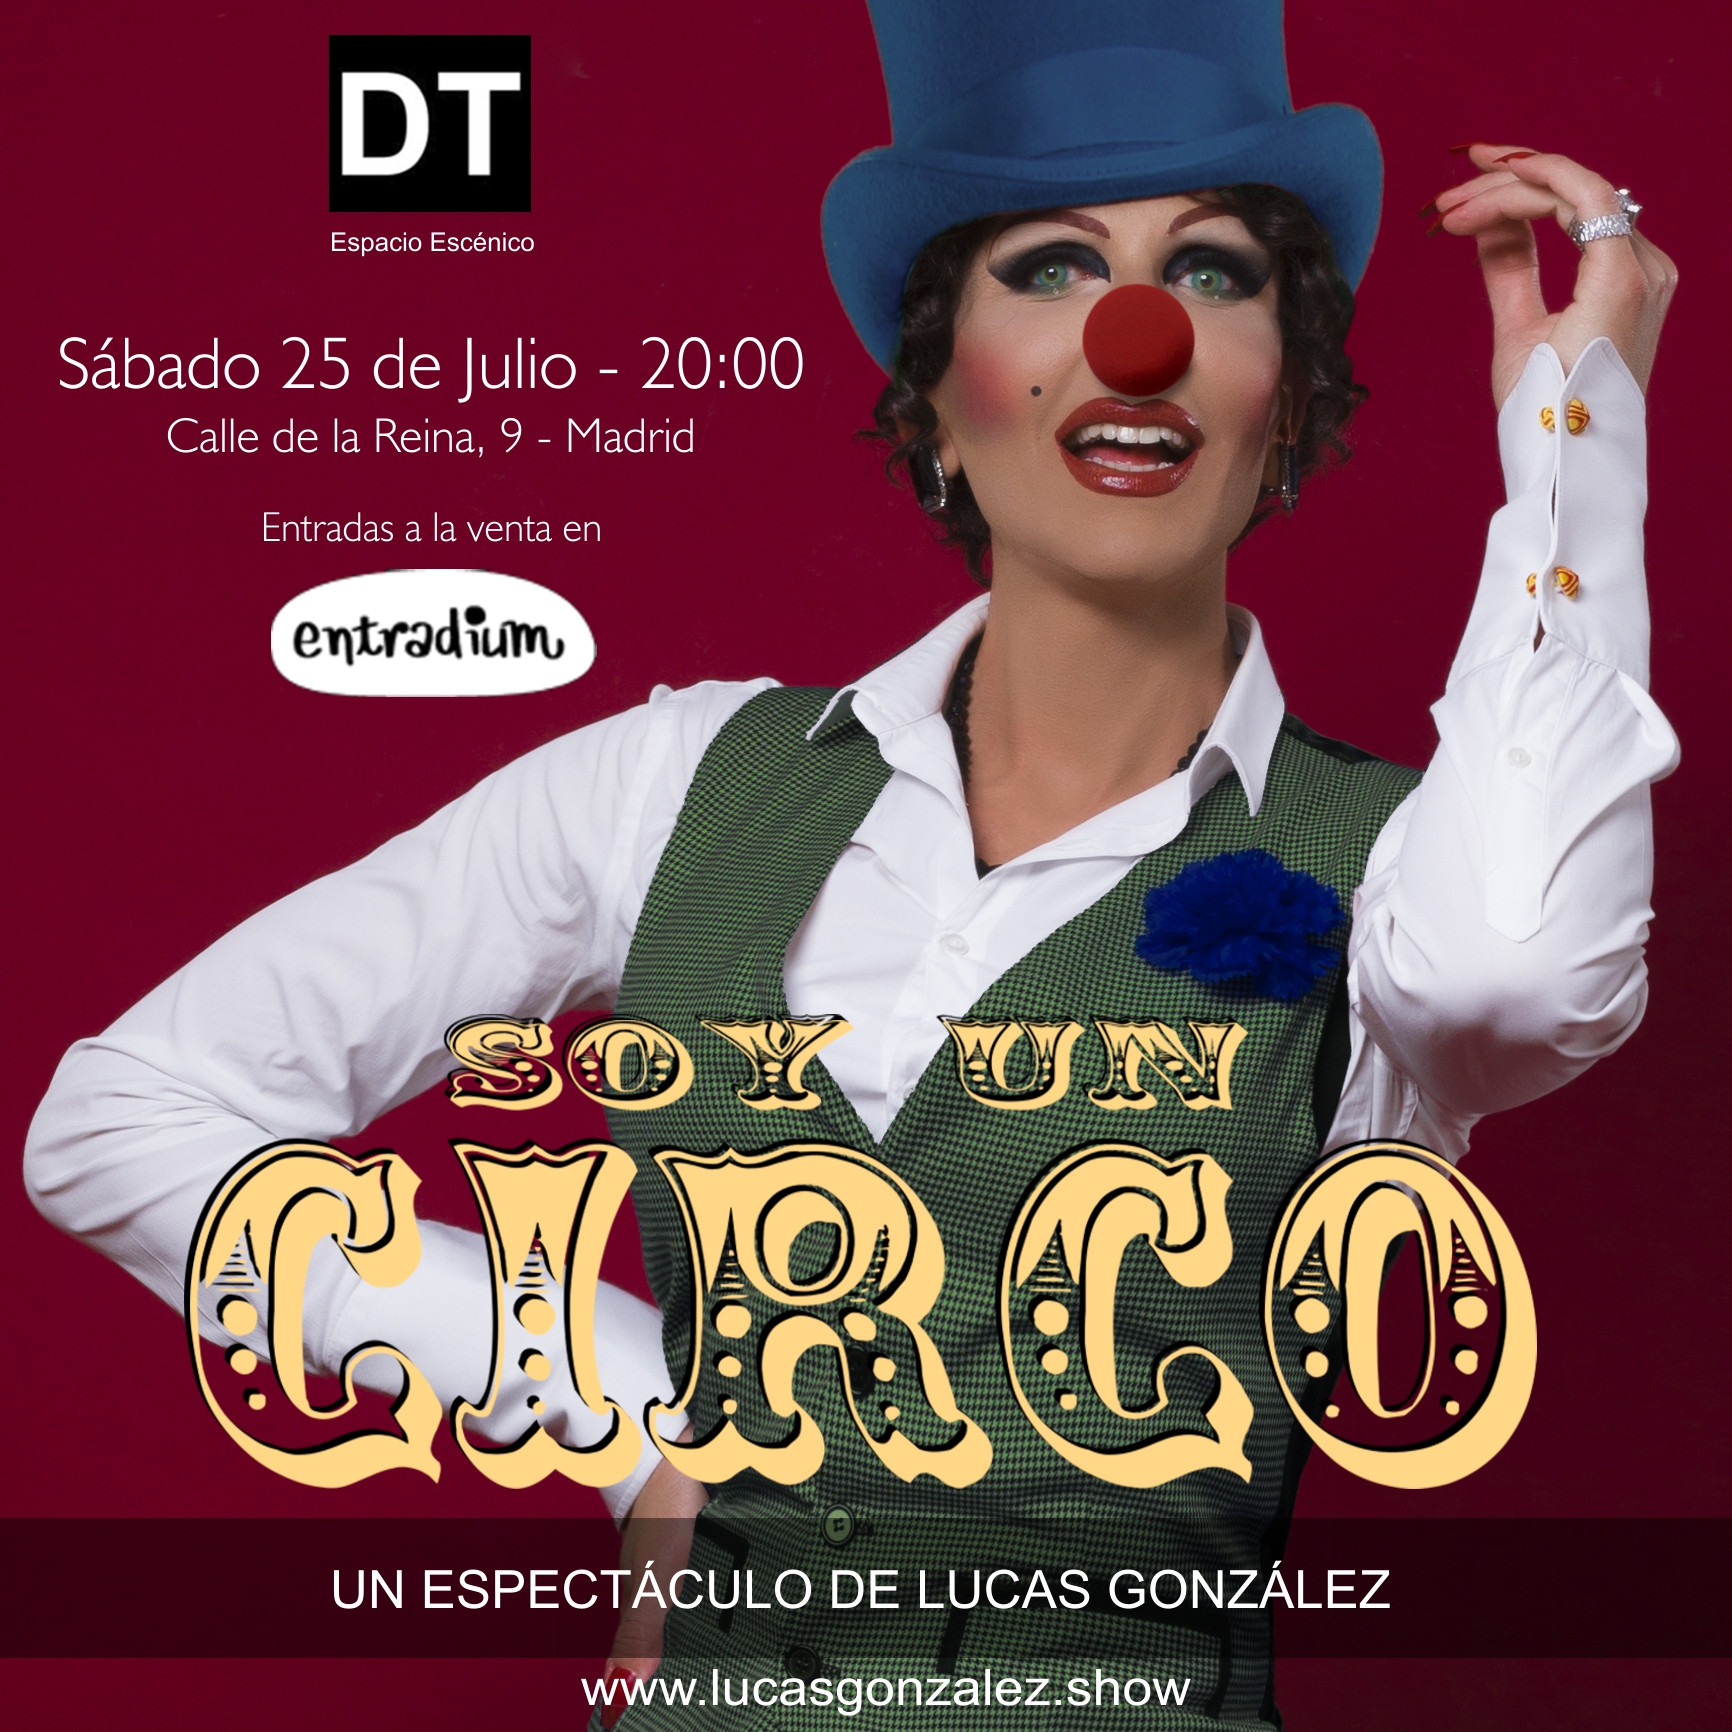 DT
Espacio Escénico
Sábado 25 de Julio - 20:00
Calle de la Reina, 9 - Madrid
Entradas a la venta en
entradium
SOY UN
CIRCO
UN ESPECTÁCULO DE LUCAS GONZÁLEZ
www.lucasgonzalez.show